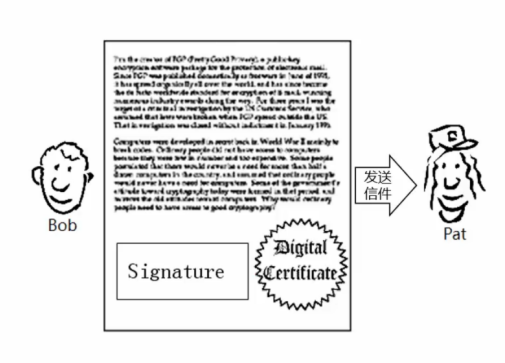 I'm the creator of PGP (Pretty Good Privacy), a public-key
encryption software package for the protection of electronic mail.
Since PGP was published domestically as freeware in June of 1991,
it has spread organically all over the world, and has since become
the de facto worldwide standard for encryption of E-mail, winning
numerous industry awards along the way. For three years I was the
target of a criminal investigation by the US Customs Service, who
assumed that laws were broken when PGP spread outside the US.
That investigation was closed without indictment in January 1996.
Computers were developed in secret back in World War II mainly to
break codes. Ordinary people did not have access to computers
because they were few in number and too expensive. Some people
postulated that there would never be a need for more than half a
dozen computers in the country, and assumed that ordinary people
would never have a need for computers. Some of the government's
attitude toward cryptography today were formed in that period, and
mirrors the old attitudes toward computers. Why would ordinary
people need to have access to good cryptography?
Bob
发送
信件
Pat
Signature
Digital
Certificate